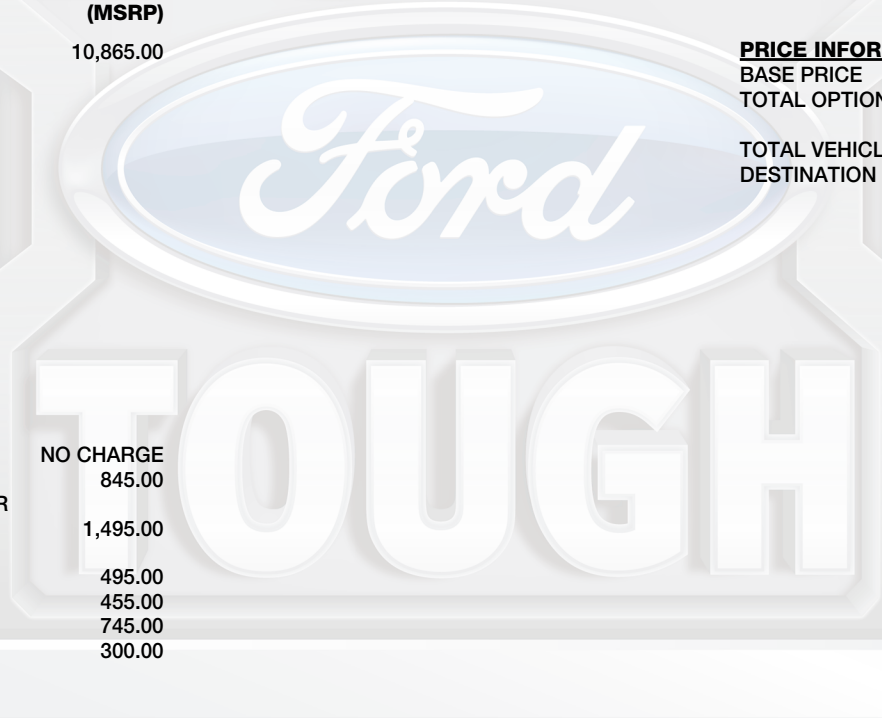 (MSRP)
10,865.00
NO CHARGE
845.00
R
1,495.00
495.00
455.00
745.00
300.00
PRICE INFOR
BASE PRICE
TOTAL OPTION
TOTAL VEHICL
DESTINATION
Ford
TOUGH